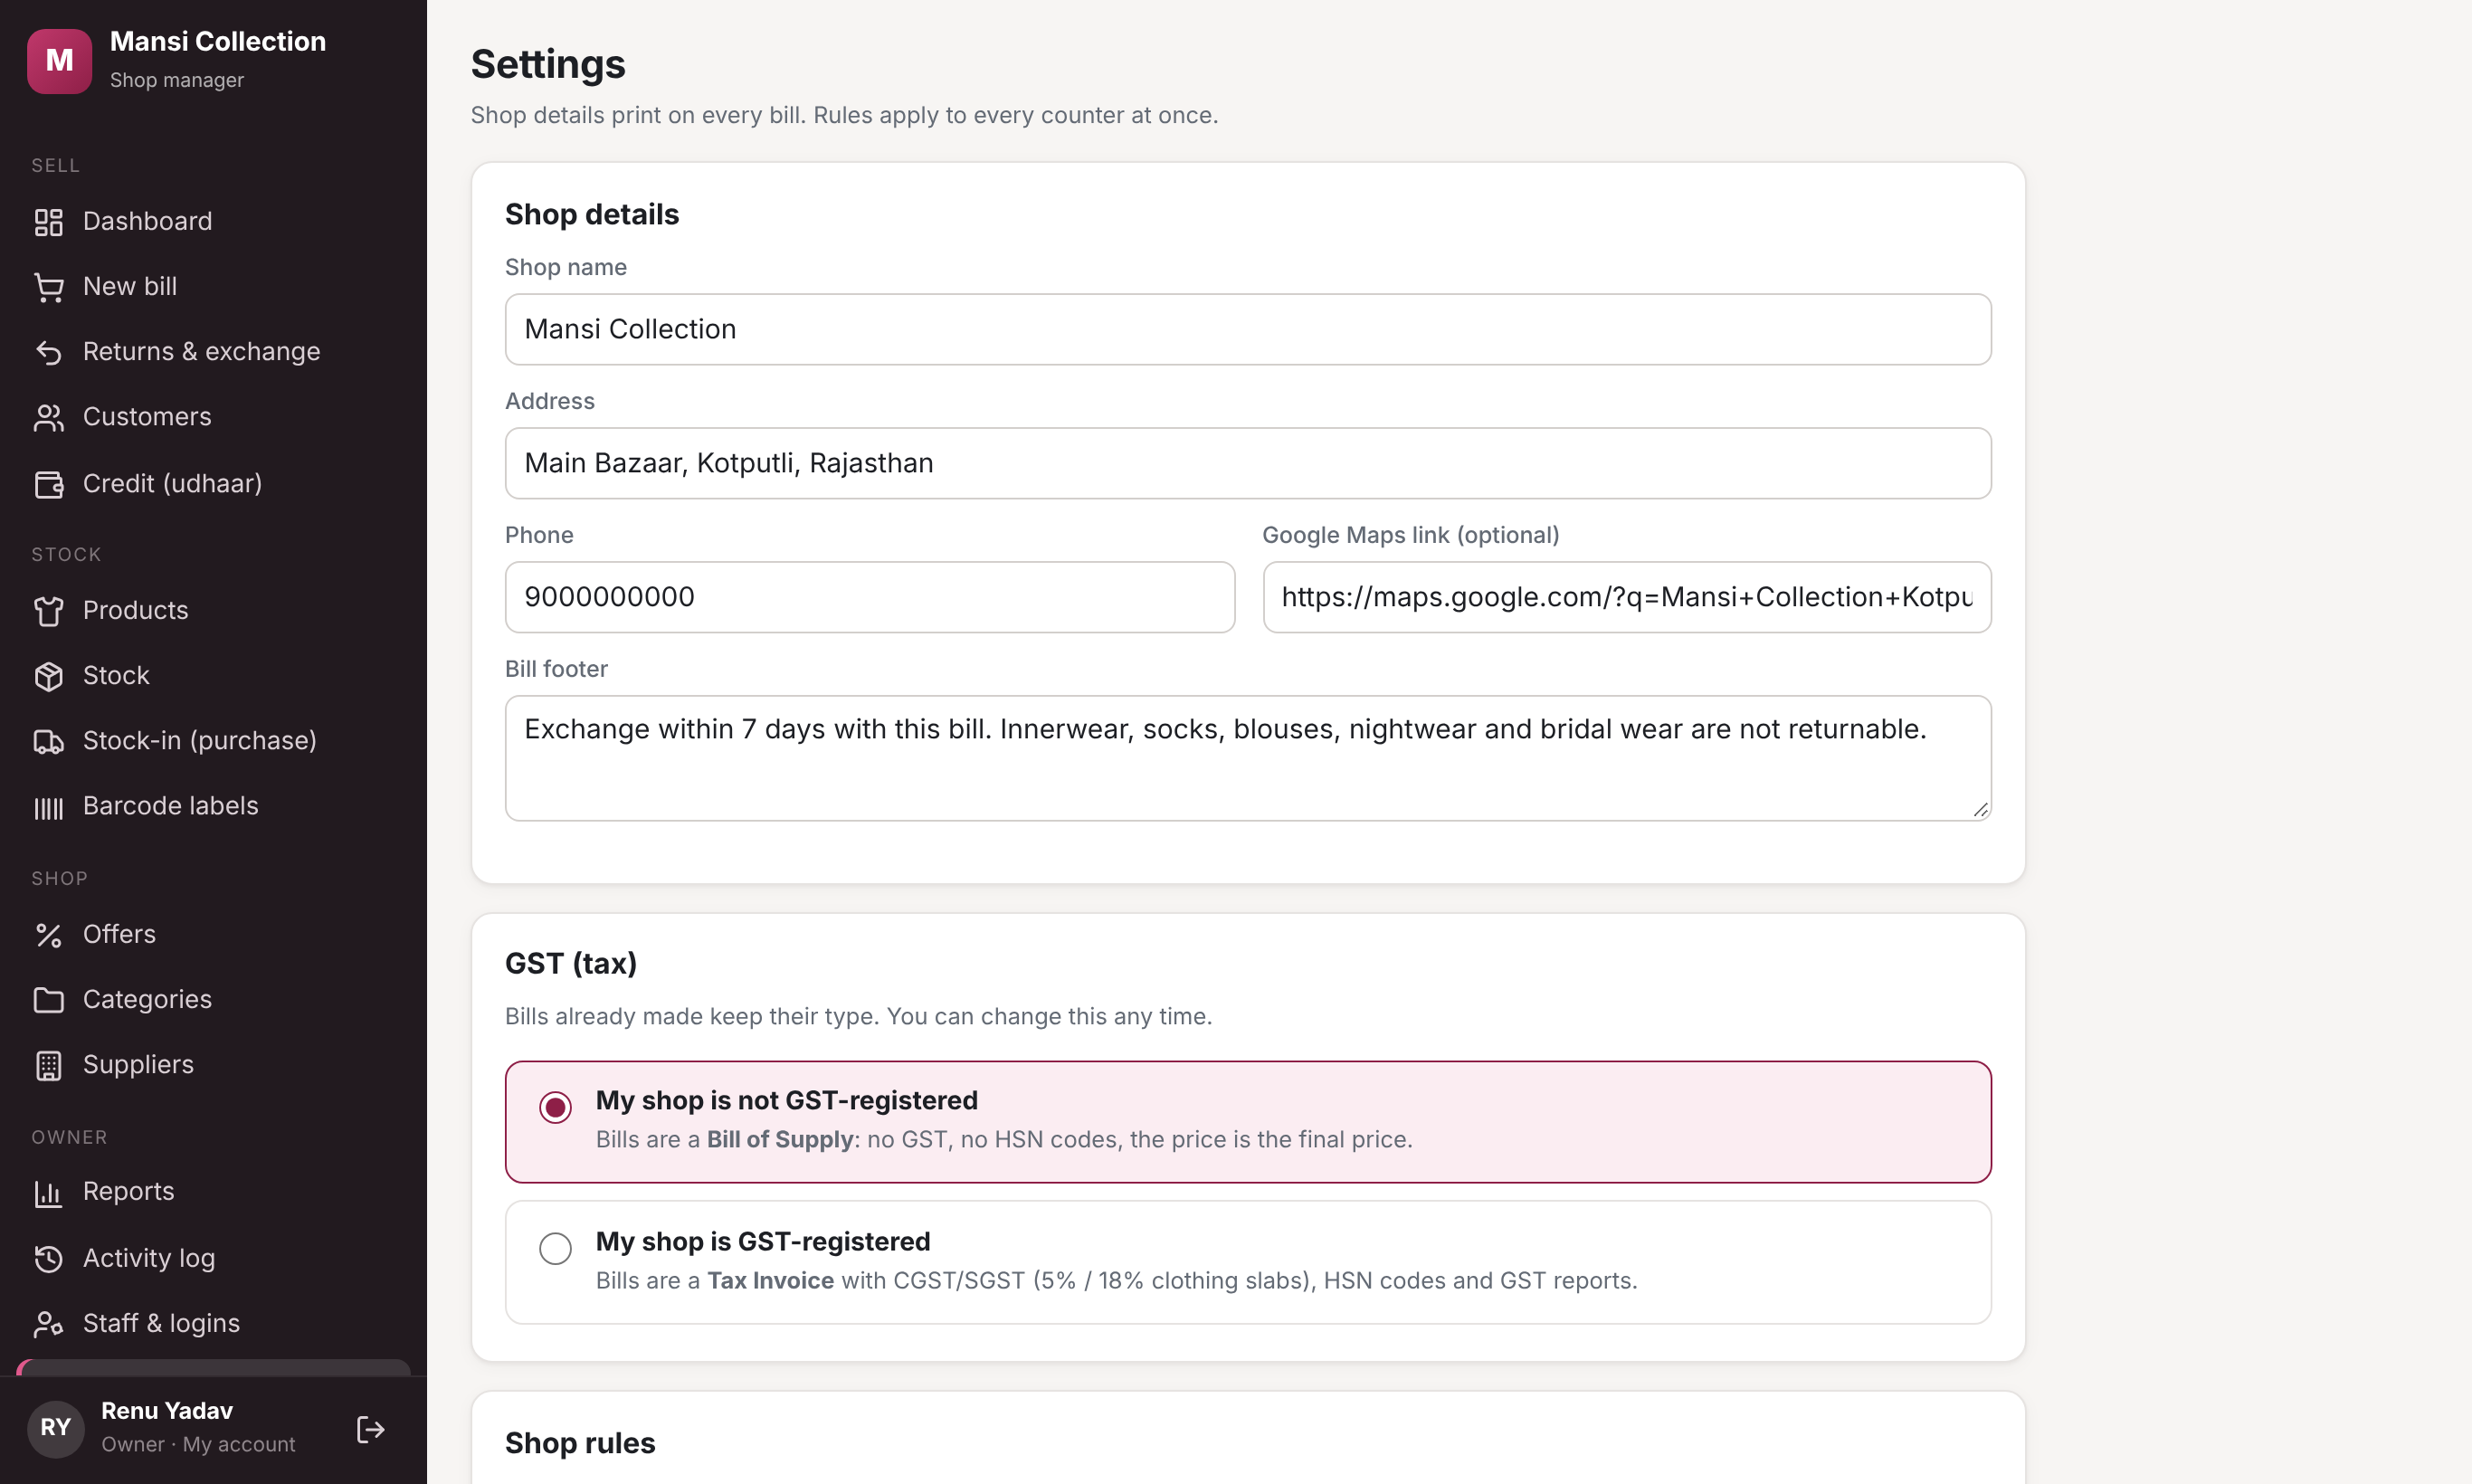 M
Mansi Collection
Shop manager
SELL
Dashboard
New bill
Returns & exchange
Customers
Credit (udhaar)
STOCK
Products
Stock
Stock-in (purchase)
Barcode labels
SHOP
Offers
Categories
Suppliers
OWNER
Reports
Activity log
Staff & logins
RY
Renu Yadav
Owner · My account
Settings
Shop details print on every bill. Rules apply to every counter at once.
Shop details
Shop name
Mansi Collection
Address
Main Bazaar, Kotputli, Rajasthan
Phone
9000000000
Google Maps link (optional)
https://maps.google.com/?q=Mansi+Collection+Kotpu
Bill footer
Exchange within 7 days with this bill. Innerwear, socks, blouses, nightwear and bridal wear are not returnable.
GST (tax)
Bills already made keep their type. You can change this any time.
My shop is not GST-registered
Bills are a Bill of Supply: no GST, no HSN codes, the price is the final price.
My shop is GST-registered
Bills are a Tax Invoice with CGST/SGST (5% / 18% clothing slabs), HSN codes and GST reports.
Shop rules